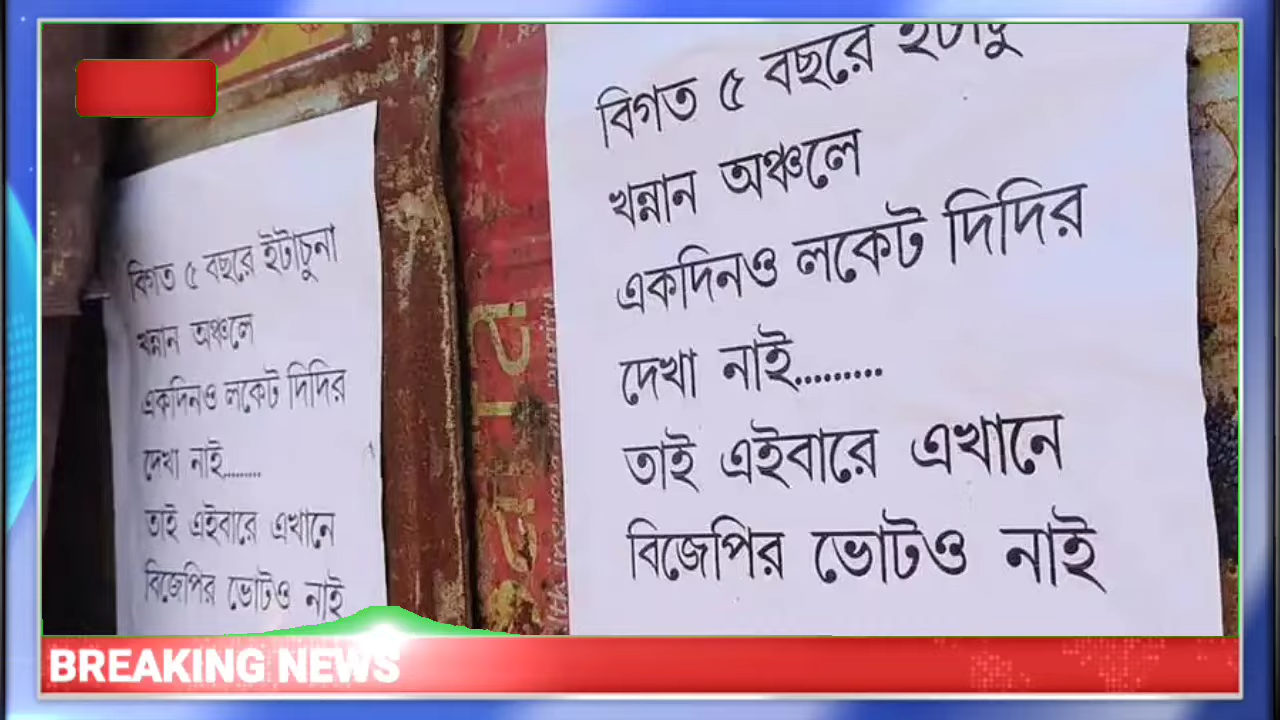 বিগত ৫ বছরে ইটাচুনা
খন্নান অঞ্চলে
একদিনও লকেট দিদির
দেখা নাই........
তাই এইবারে এখানে
বিজেপির ভোটও নাই
বিগত ৫ বছরে ইটাচু
খন্নান অঞ্চলে
একদিনও লকেট দিদির
দেখা নাই.........
তাই এইবারে এখানে
বিজেপির ভোটও নাই
BREAKING NEWS